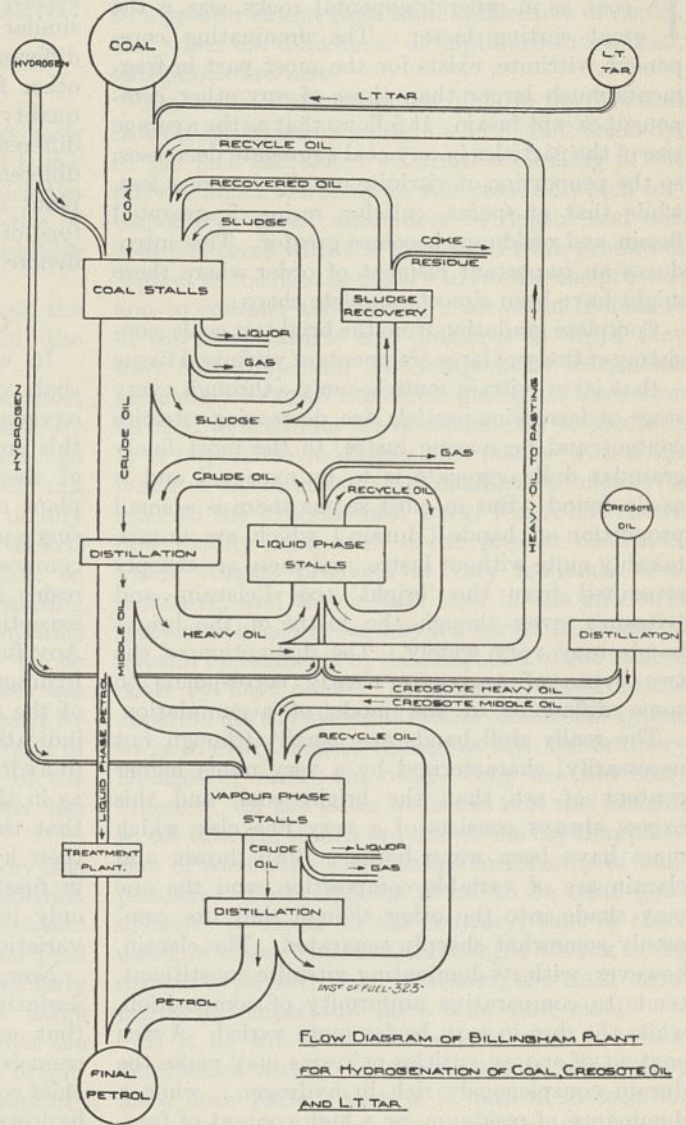 COAL
HYDROGEN
L.T.
TAR
L.T. TAR
RECYCLE OIL
RECOVERED OIL
COAL
SLUDGE
COKE
RESIDUE
COAL STALLS
SLUDGE
RECOVERY
LIQUOR
GAS
SLUDGE
HYDROGEN
CRUDE OIL
HEAVY OIL TO PASTING
CRUDE OIL
GAS
RECYCLE OIL
CREOSOTE
OIL
DISTILLATION
LIQUID PHASE
STALLS
DISTILLATION
MIDDLE OIL
HEAVY OIL
CREOSOTE HEAVY OIL
CREOSOTE MIDDLE OIL
LIQUID PHASE PETROL
RECYCLE OIL
VAPOUR PHASE
STALLS
TREATMENT
PLANT.
CRUDE
OIL
LIQUOR
GAS
DISTILLATION
PETROL
INST OF FUEL-323
FINAL
PETROL
FLOW DIAGRAM OF BILLINGHAM PLANT
FOR HYDROGENATION OF COAL, CREOSOTE OIL
AND L.T. TAR